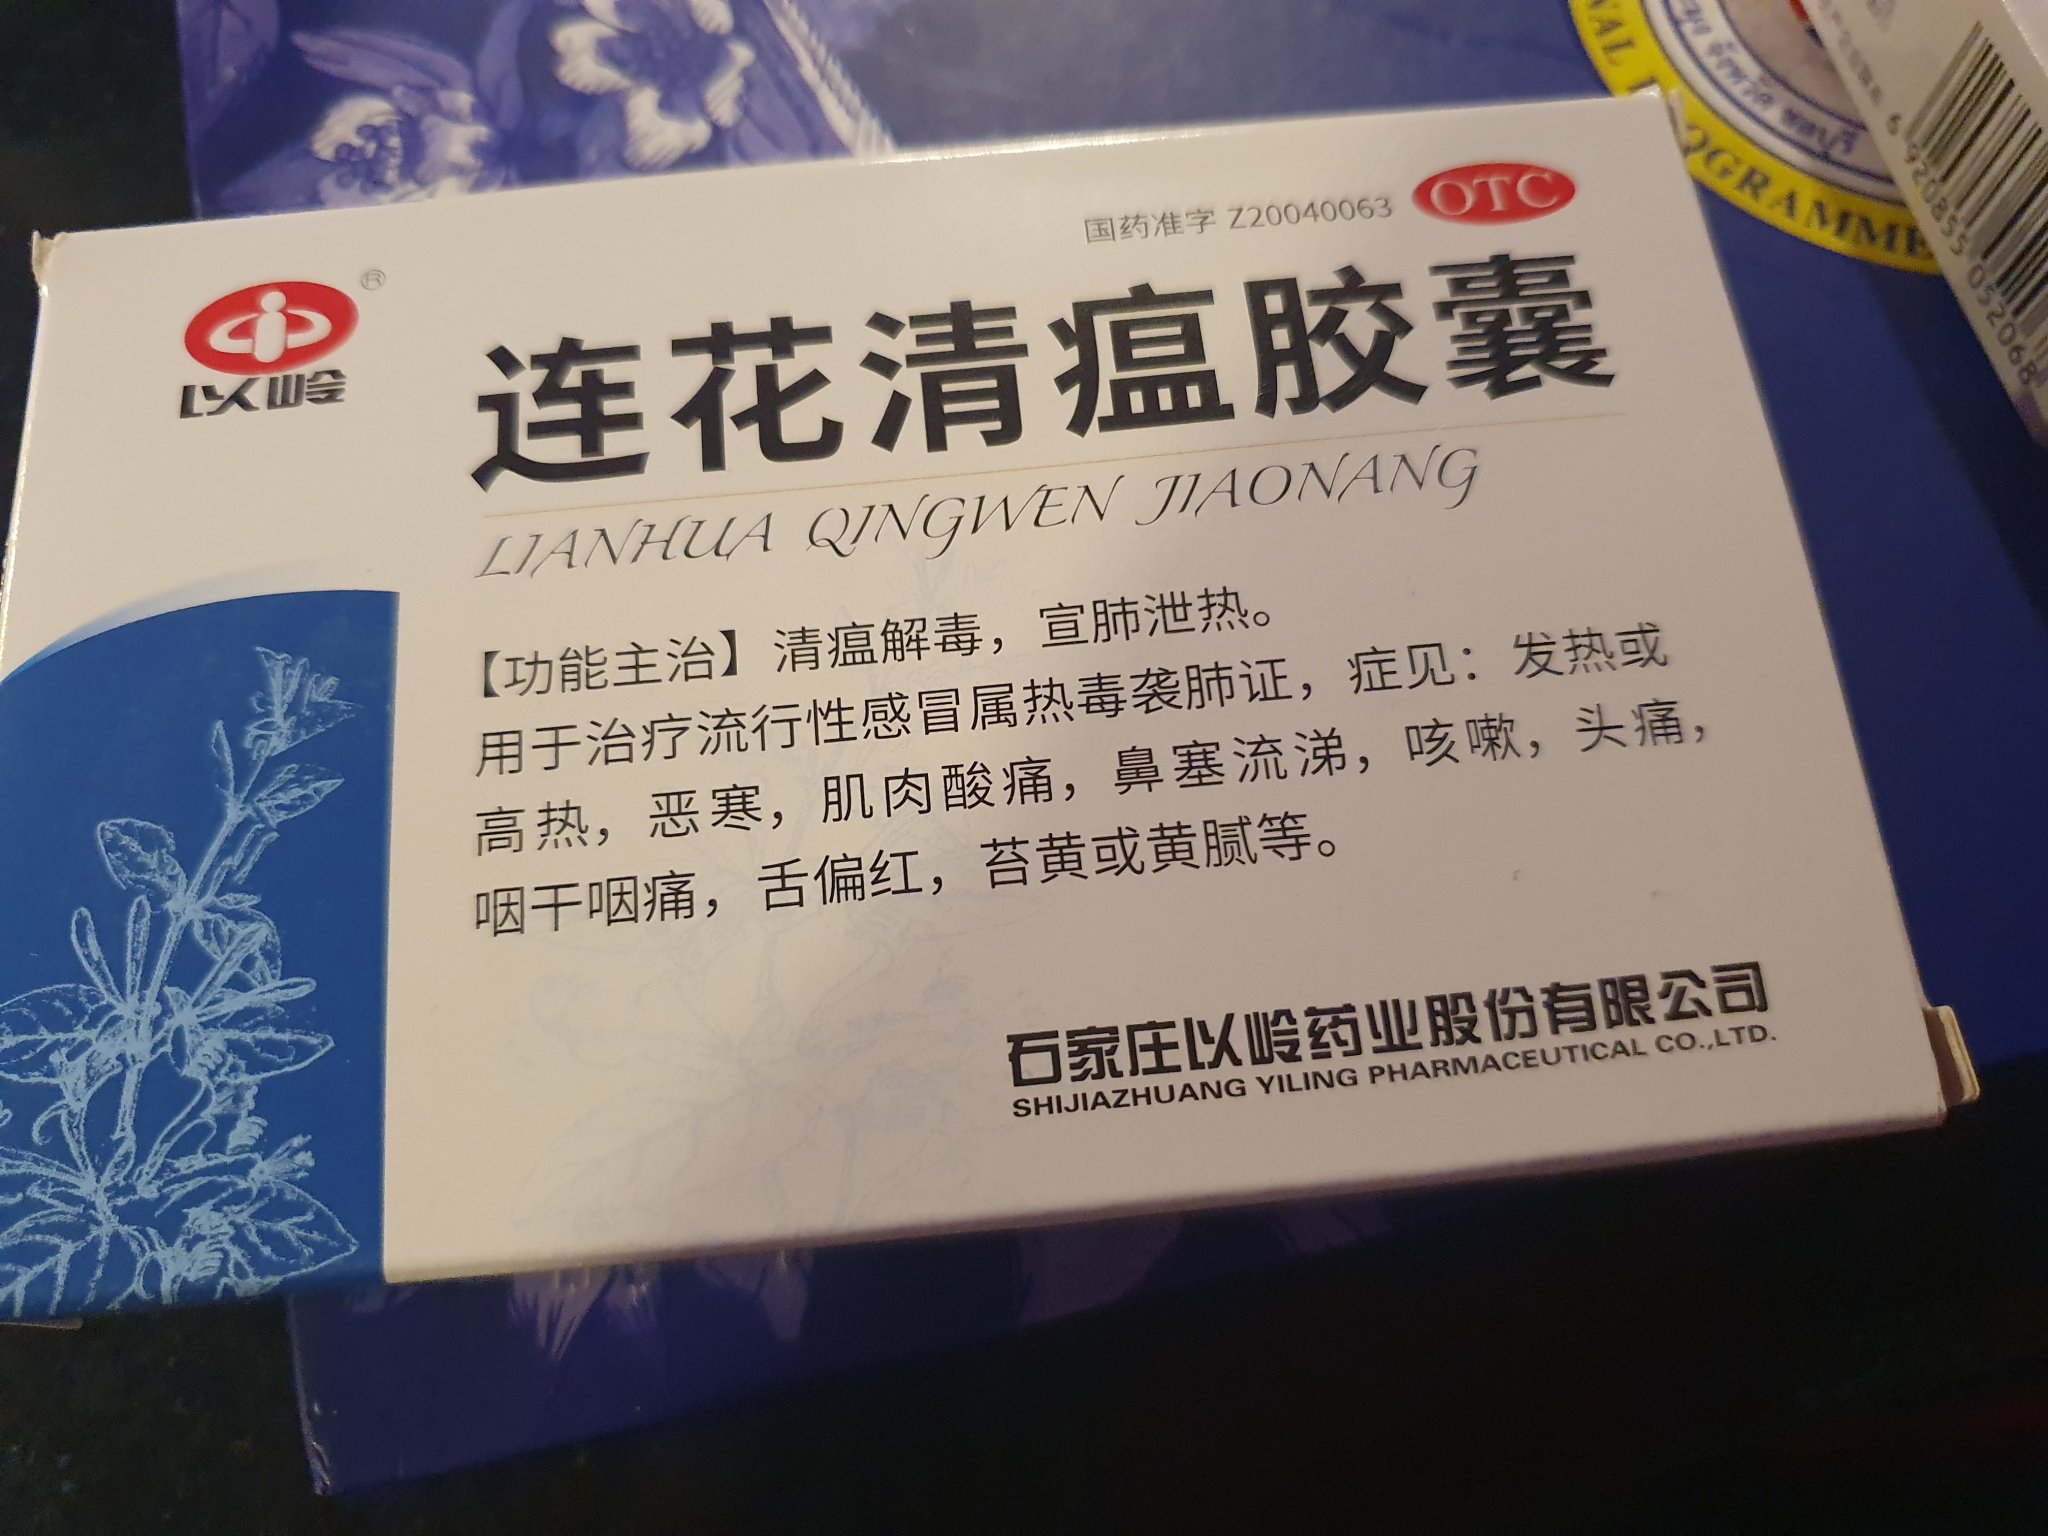 NAL PROGRAMME
6 920855 052068
国药准字 Z20040063
OTC
®
以岭
连花清瘟胶囊
LIANHUA QINGWEN JIAONANG
【功能主治】清瘟解毒，宣肺泄热。
用于治疗流行性感冒属热毒袭肺证，症见：发热或
高热，恶寒，肌肉酸痛，鼻塞流涕，咳嗽，头痛，
咽干咽痛，舌偏红，苔黄或黄腻等。
石家庄以岭药业股份有限公司
SHIJIAZHUANG YILING PHARMACEUTICAL CO.,LTD.